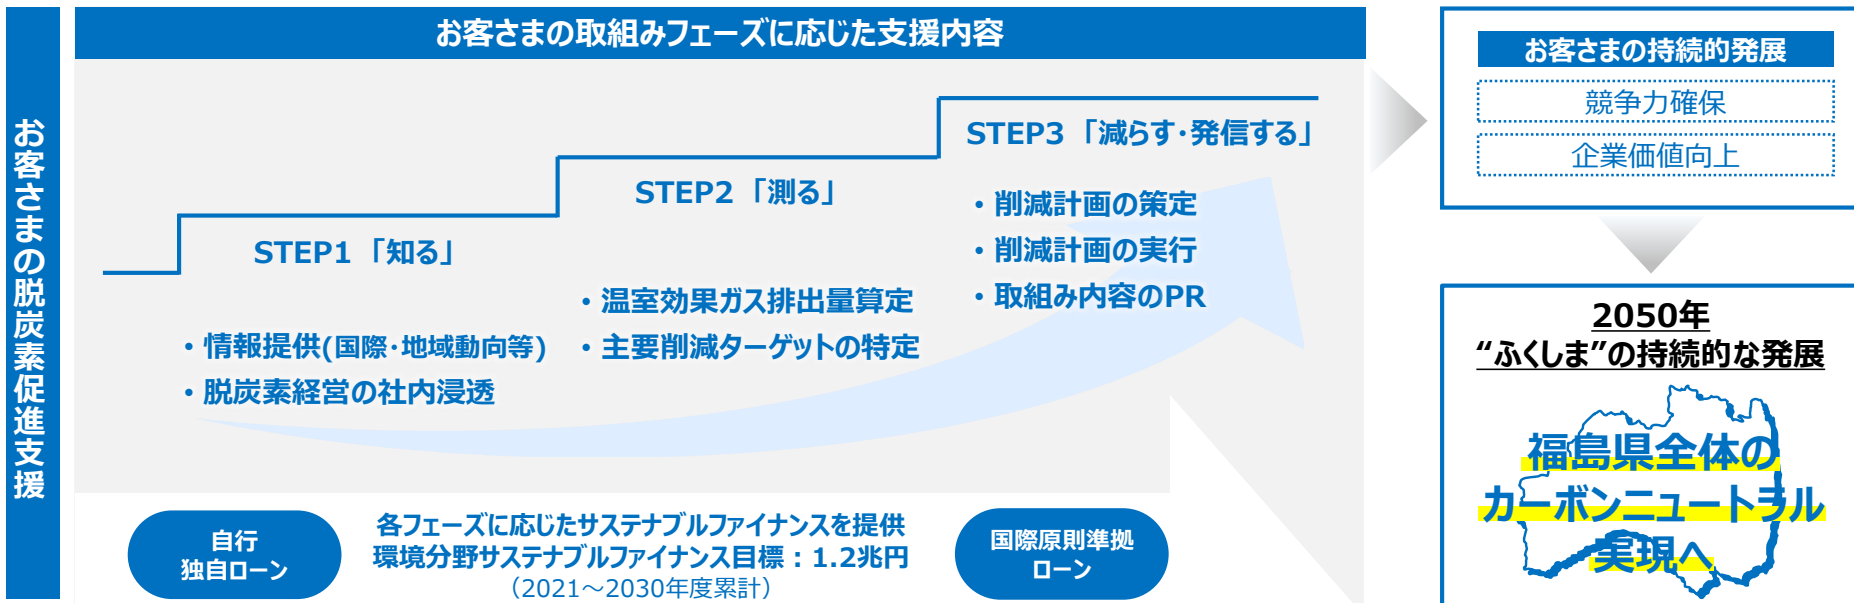 お客さまの脱炭素促進支援
お客さまの取組みフェーズに応じた支援内容
STEP1「知る」
・情報提供(国際・地域動向等)
・脱炭素経営の社内浸透
STEP2「測る」
・温室効果ガス排出量算定
・主要削減ターゲットの特定
STEP3「減らす・発信する」
・削減計画の策定
・削減計画の実行
・取組み内容のPR
自行
独自ローン
各フェーズに応じたサステナブルファイナンスを提供
環境分野サステナブルファイナンス目標：1.2兆円
（2021～2030年度累計）
国際原則準拠
ローン
お客さまの持続的発展
競争力確保
企業価値向上
2050年
“ふくしま”の持続的な発展
福島県全体の
カーボンニュートラル
実現へ